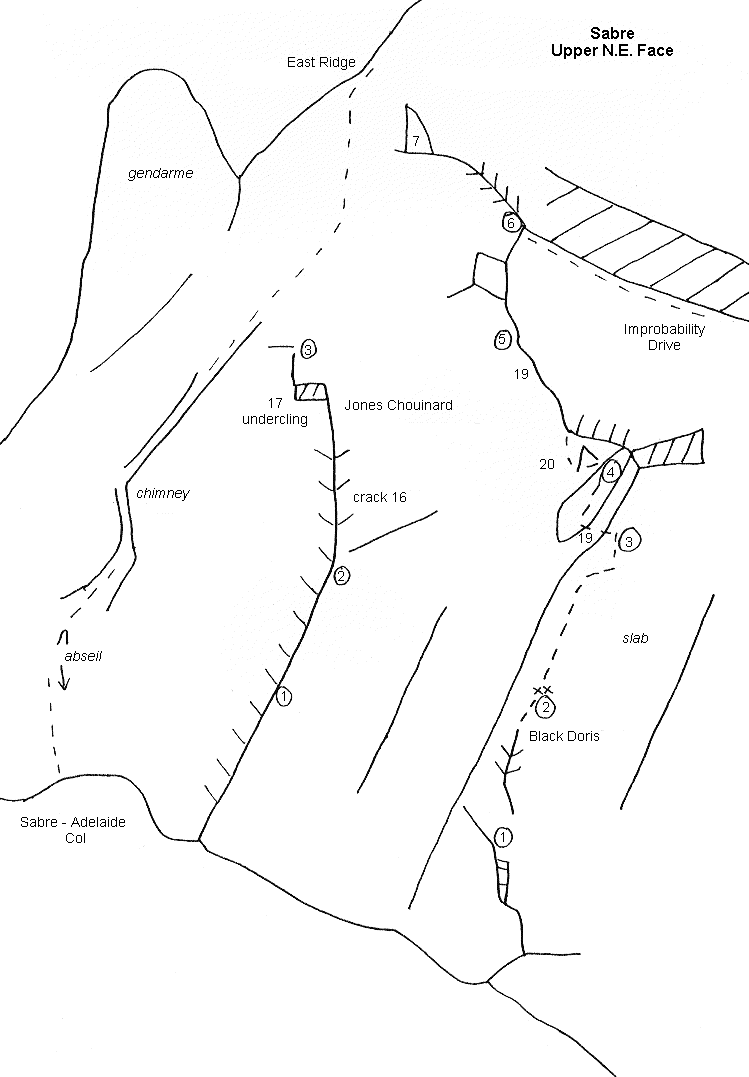 Sabre
Upper N.E. Face
East Ridge
7
gendarme
6
Improbability
Drive
5
3
19
17
undercling
Jones Chouinard
20
4
chimney
crack 16
19
3
2
abseil
slab
1
2
Black Doris
Sabre - Adelaide
Col
1